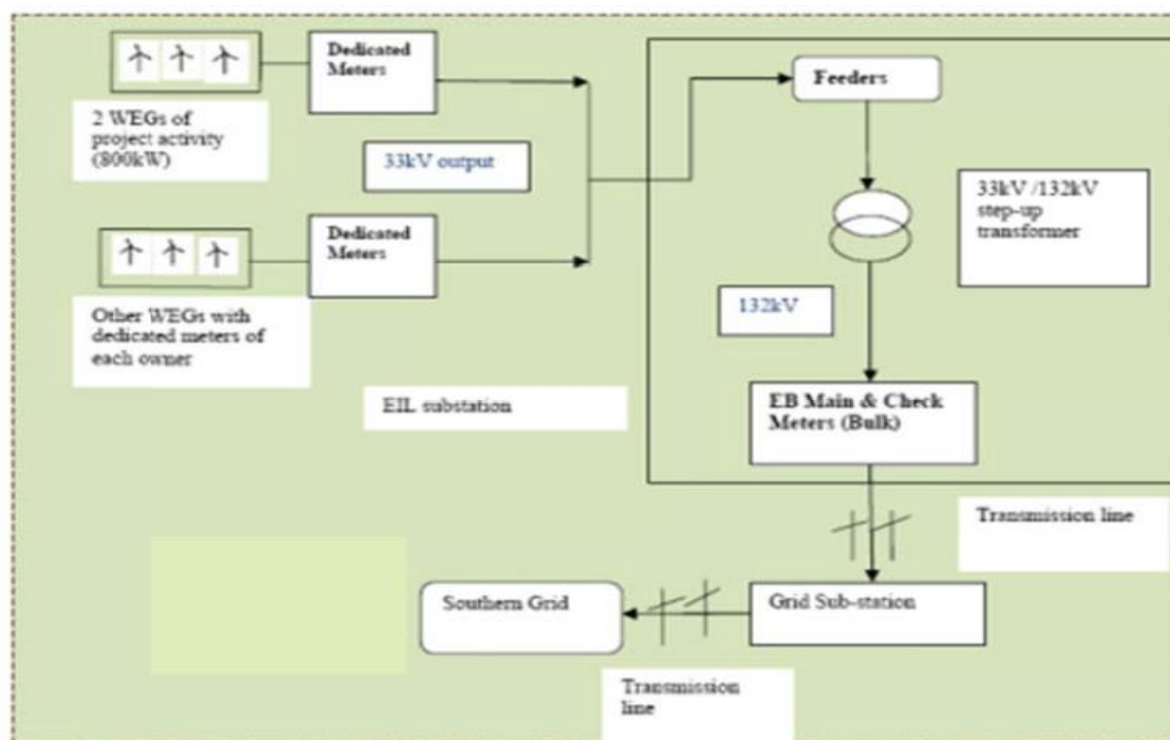 Dedicated
Meters
2 WEGs of
project activity
(800kW)
33kV output
Dedicated
Meters
Other WEGs with
dedicated meters of
each owner
EIL substation
Feeders
33kV /132kV
step-up
transformer
132kV
EB Main & Check
Meters (Bulk)
Transmission line
Grid Sub-station
Southern Grid
Transmission
line